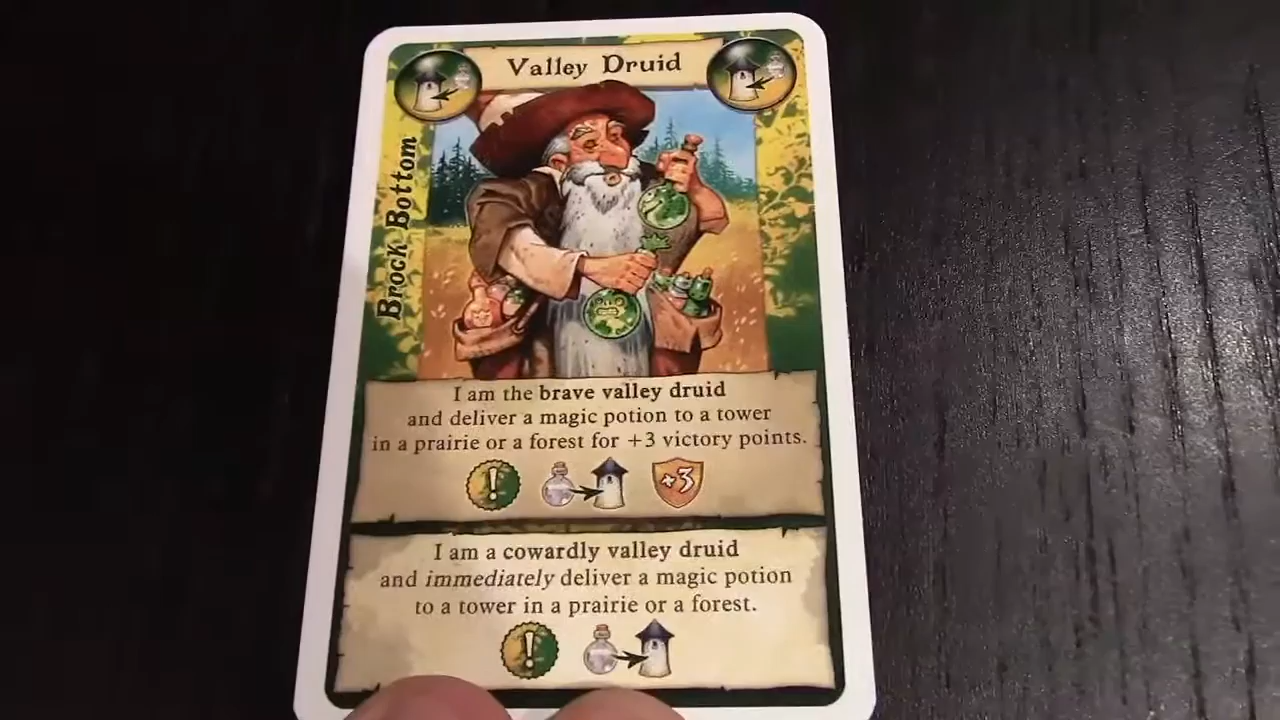 Valley Druid
Brock Bottom
I am the brave valley druid
and deliver a magic potion to a tower
in a prairie or a forest for +3 victory points.
! +3
I am a cowardly valley druid
and immediately deliver a magic potion
to a tower in a prairie or a forest.
!